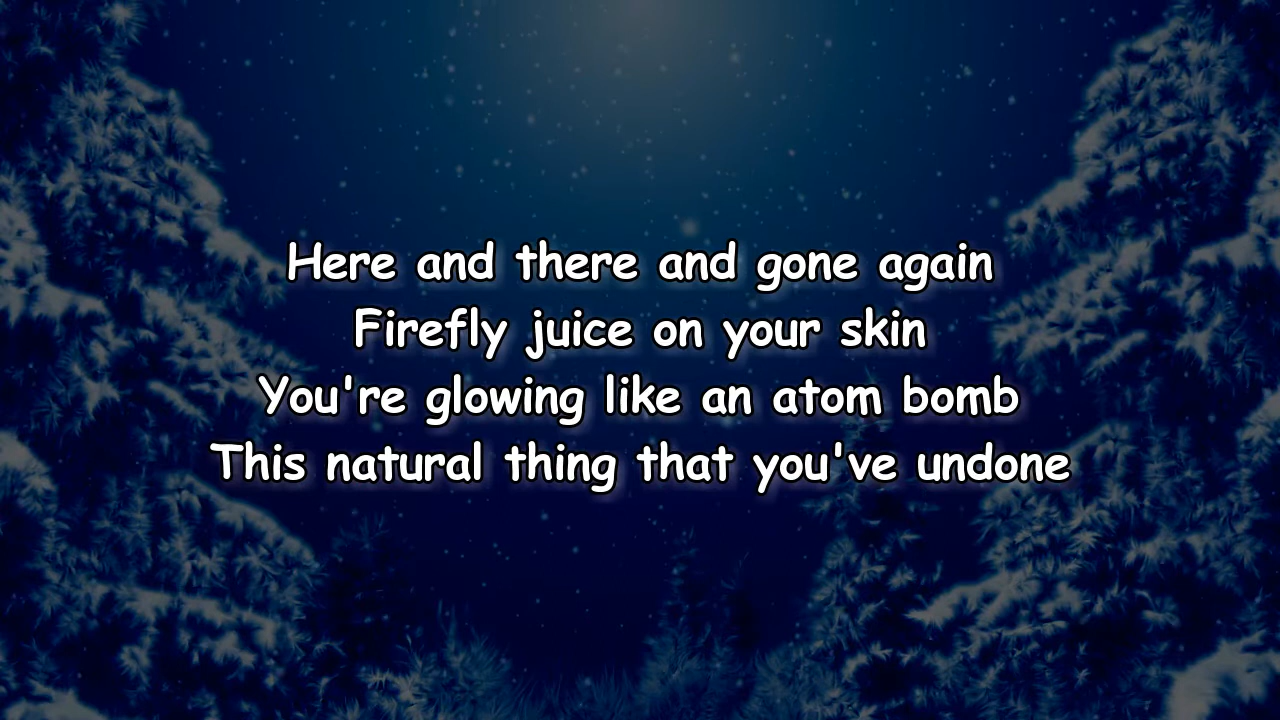 Here and there and gone again
Firefly juice on your skin
You're glowing like an atom bomb
This natural thing that you've undone